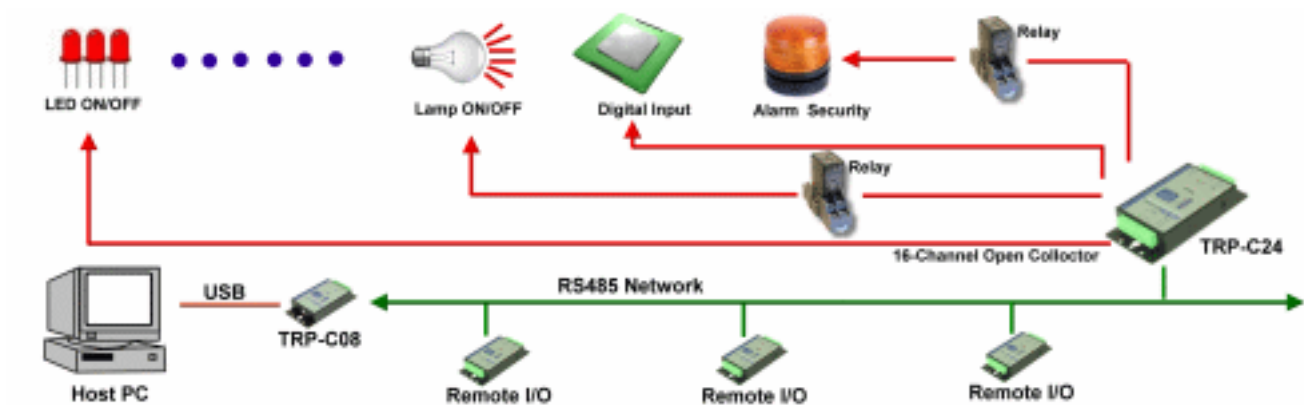 Relay
LED ON/OFF
Lamp ON/OFF
Digital Input
Alarm Security
Relay
16-Channel Open Colloctor
TRP-C24
USB
RS485 Network
TRP-C08
Host PC
Remote I/O
Remote I/O
Remote I/O